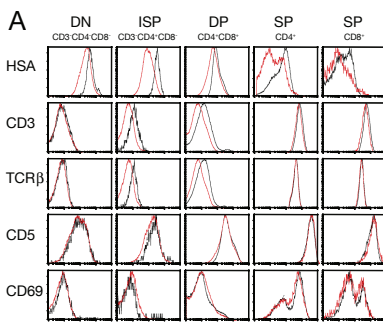 A
DN ISP DP SP SP
CD3⁻CD4⁻CD8⁻ CD3⁻CD4⁺CD8⁻ CD4⁺CD8⁺ CD4⁺ CD8⁺
HSA
CD3
TCRβ
CD5
CD69